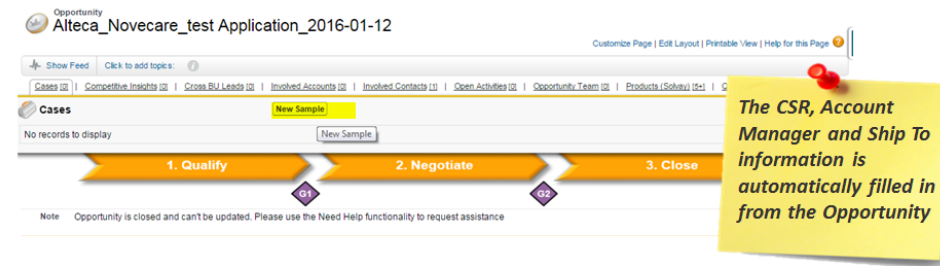 Opportunity
Alteca_Novecare_test Application_2016-01-12
Customize Page | Edit Layout | Printable View | Help for this Page ?
Show Feed Click to add topics: i
Cases [0] | Competitive Insights [0] | Cross BU Leads [0] | Involved Accounts [0] | Involved Contacts [1] | Open Activities [0] | Opportunity Team [0] | Products (Solvay) [5+] |
Cases New Sample
No records to display New Sample
1. Qualify 2. Negotiate 3. Close
G1 G2
Note Opportunity is closed and can't be updated. Please use the Need Help functionality to request assistance
The CSR, Account
Manager and Ship To
information is
automatically filled in
from the Opportunity